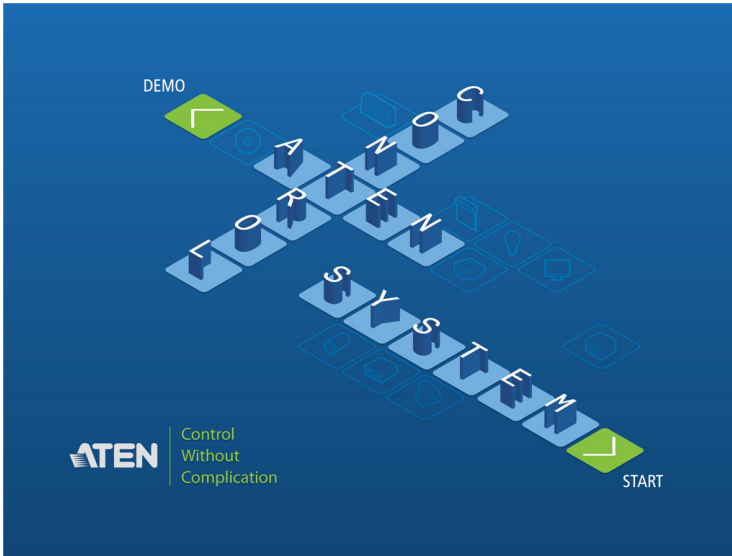 DEMO
ATEN
CONTROL
SYSTEM
ATEN
Control
Without
Complication
START